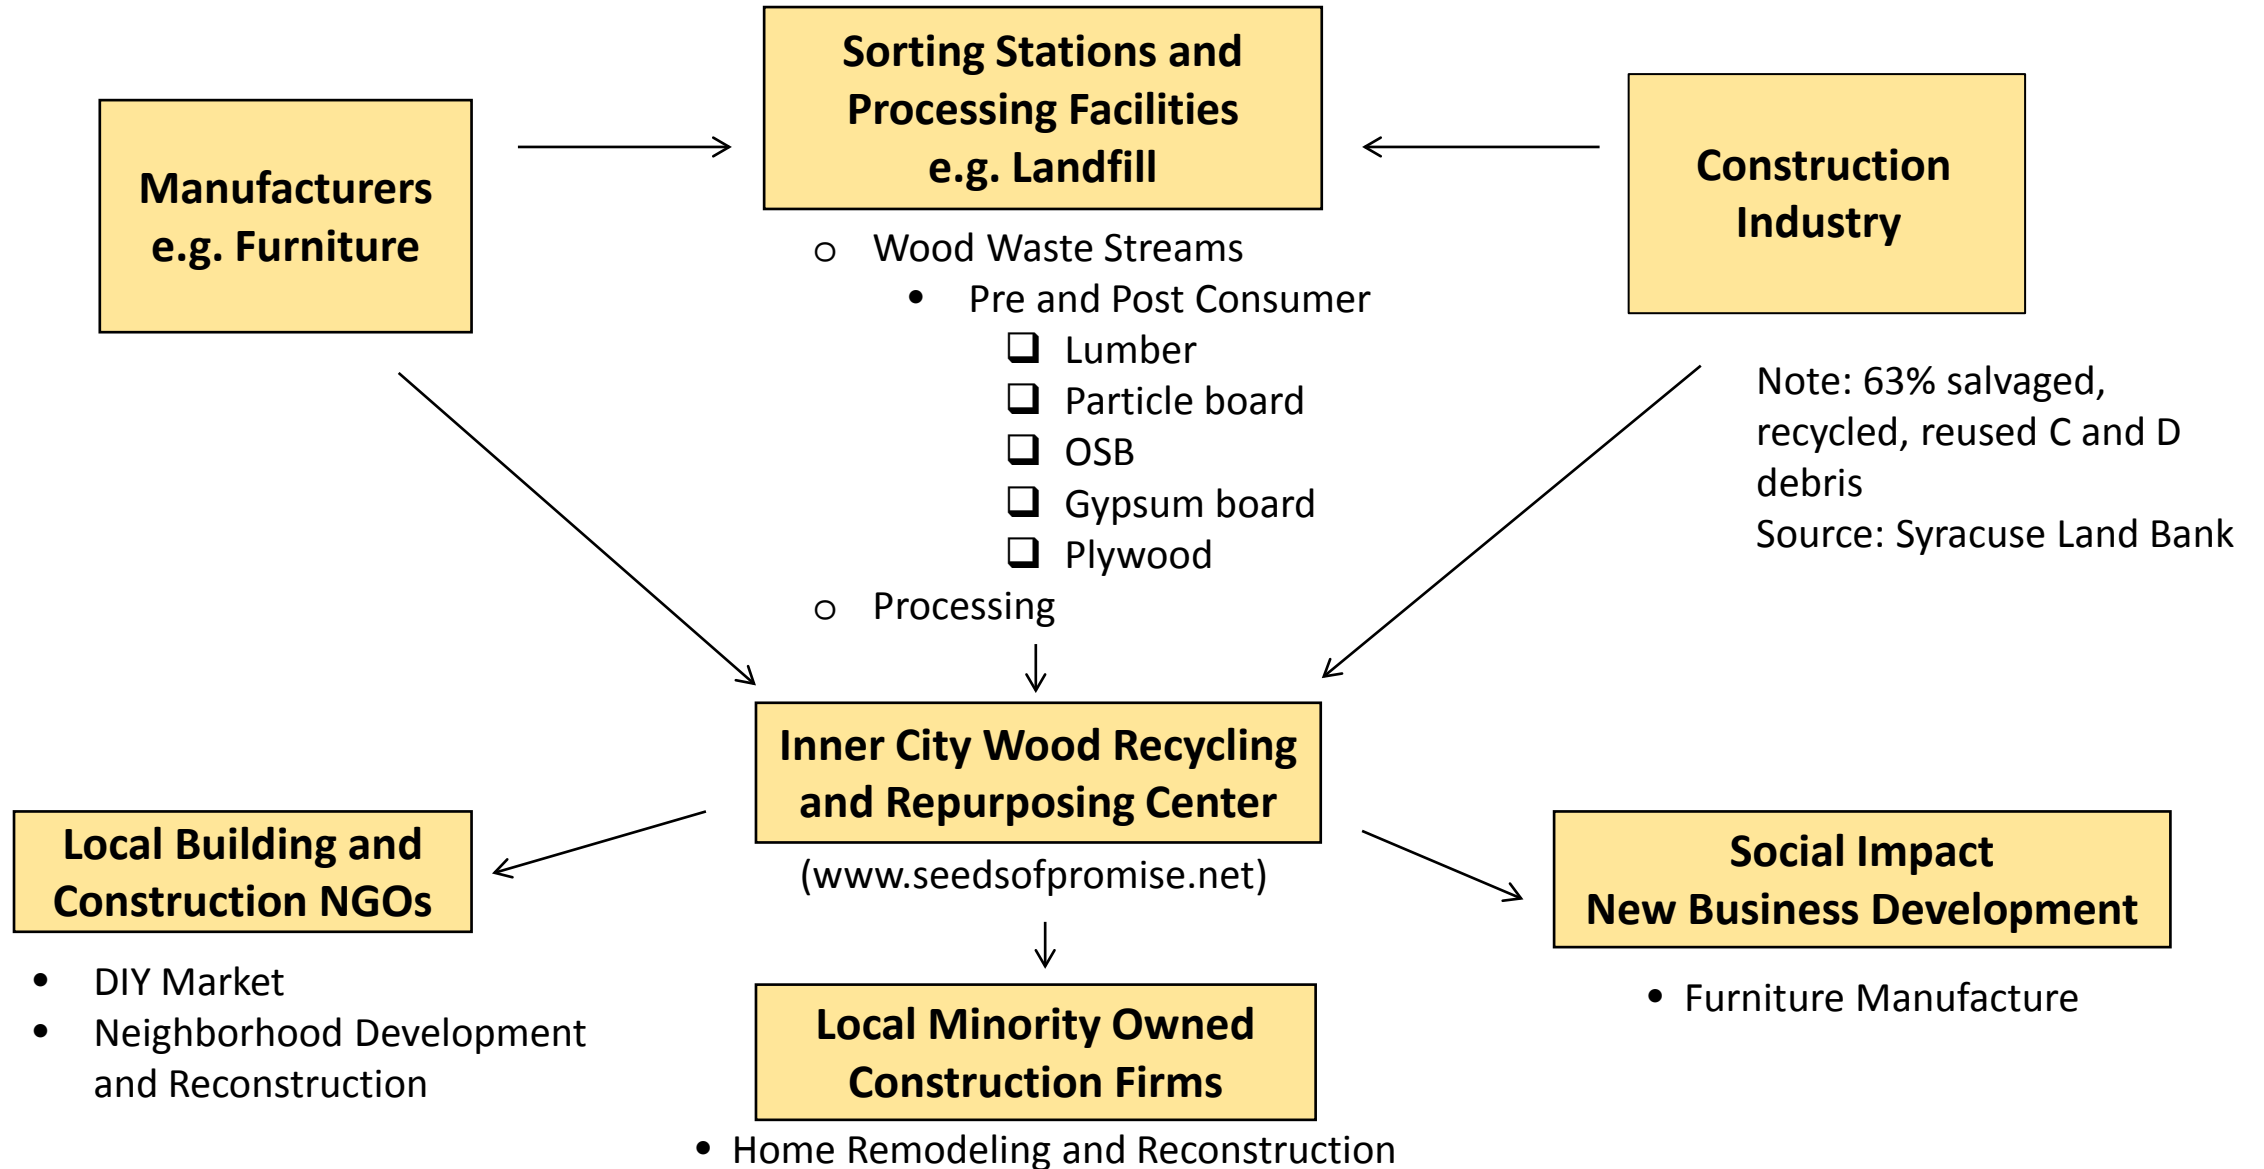 Sorting Stations and
Processing Facilities
e.g. Landfill
Manufacturers
e.g. Furniture
Construction
Industry
o Wood Waste Streams
• Pre and Post Consumer
❑ Lumber
❑ Particle board
❑ OSB
❑ Gypsum board
❑ Plywood
o Processing
Note: 63% salvaged,
recycled, reused C and D
debris
Source: Syracuse Land Bank
Inner City Wood Recycling
and Repurposing Center
(www.seedsofpromise.net)
Local Building and
Construction NGOs
• DIY Market
• Neighborhood Development
and Reconstruction
Local Minority Owned
Construction Firms
• Home Remodeling and Reconstruction
Social Impact
New Business Development
• Furniture Manufacture